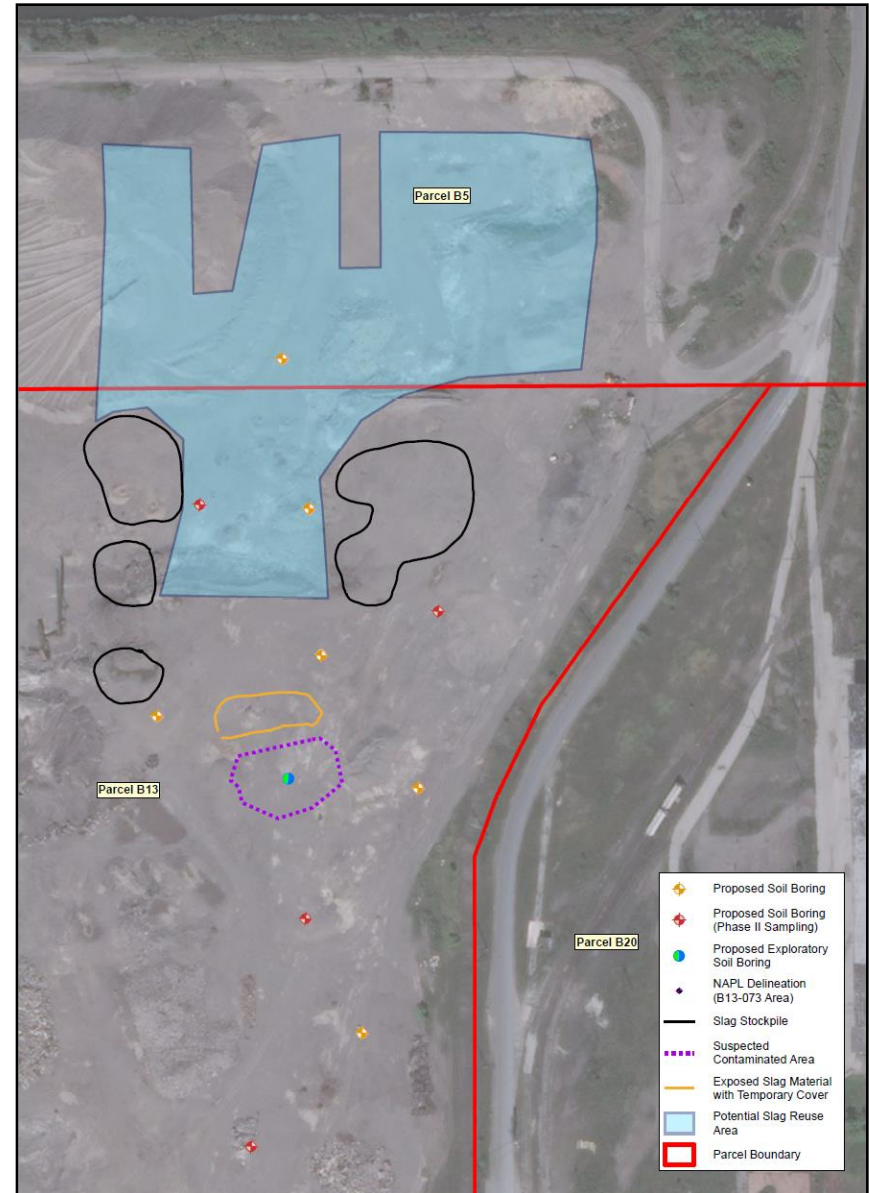 Parcel B5
Parcel B13
Parcel B20
Proposed Soil Boring
Proposed Soil Boring
(Phase II Sampling)
Proposed Exploratory
Soil Boring
NAPL Delineation
(B13-073 Area)
Slag Stockpile
Suspected
Contaminated Area
Exposed Slag Material
with Temporary Cover
Potential Slag Reuse
Area
Parcel Boundary